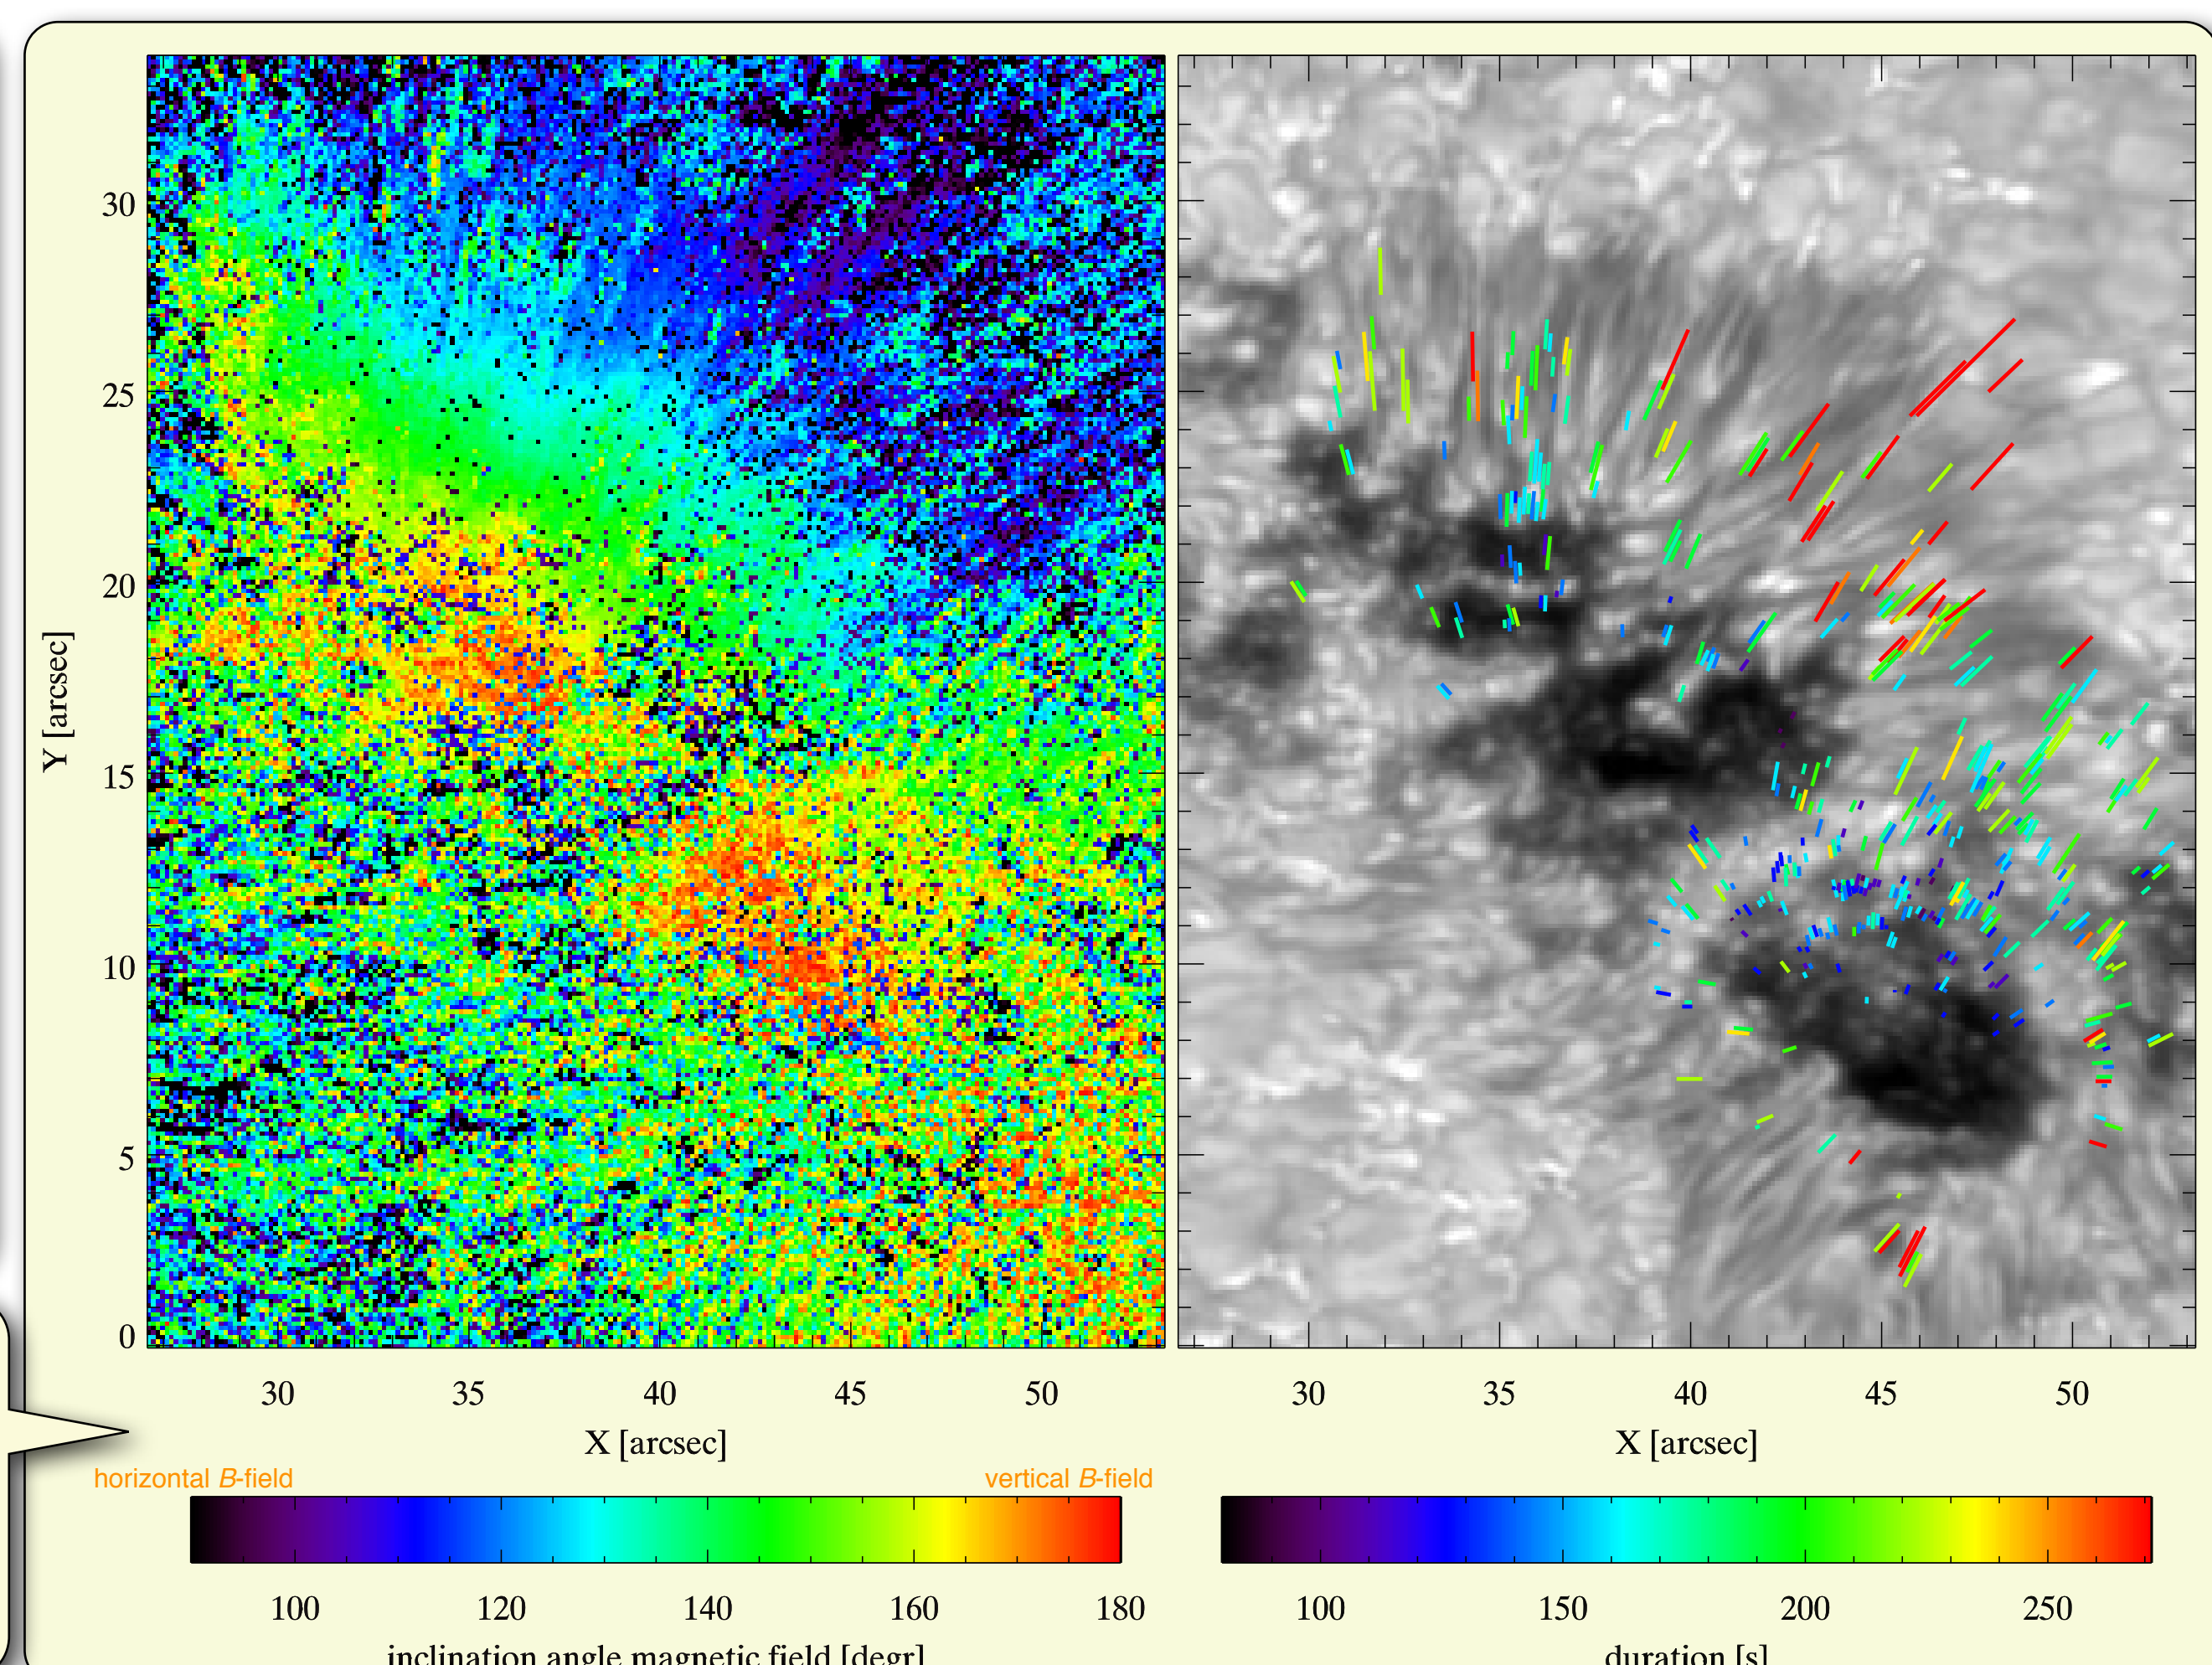 30
25
20
15
10
5
0
Y [arcsec]
30 35 40 45 50
X [arcsec]
30 35 40 45 50
X [arcsec]
horizontal B-field
vertical B-field
100 120 140 160 180
inclination angle magnetic field [degr]
100 150 200 250
duration [s]